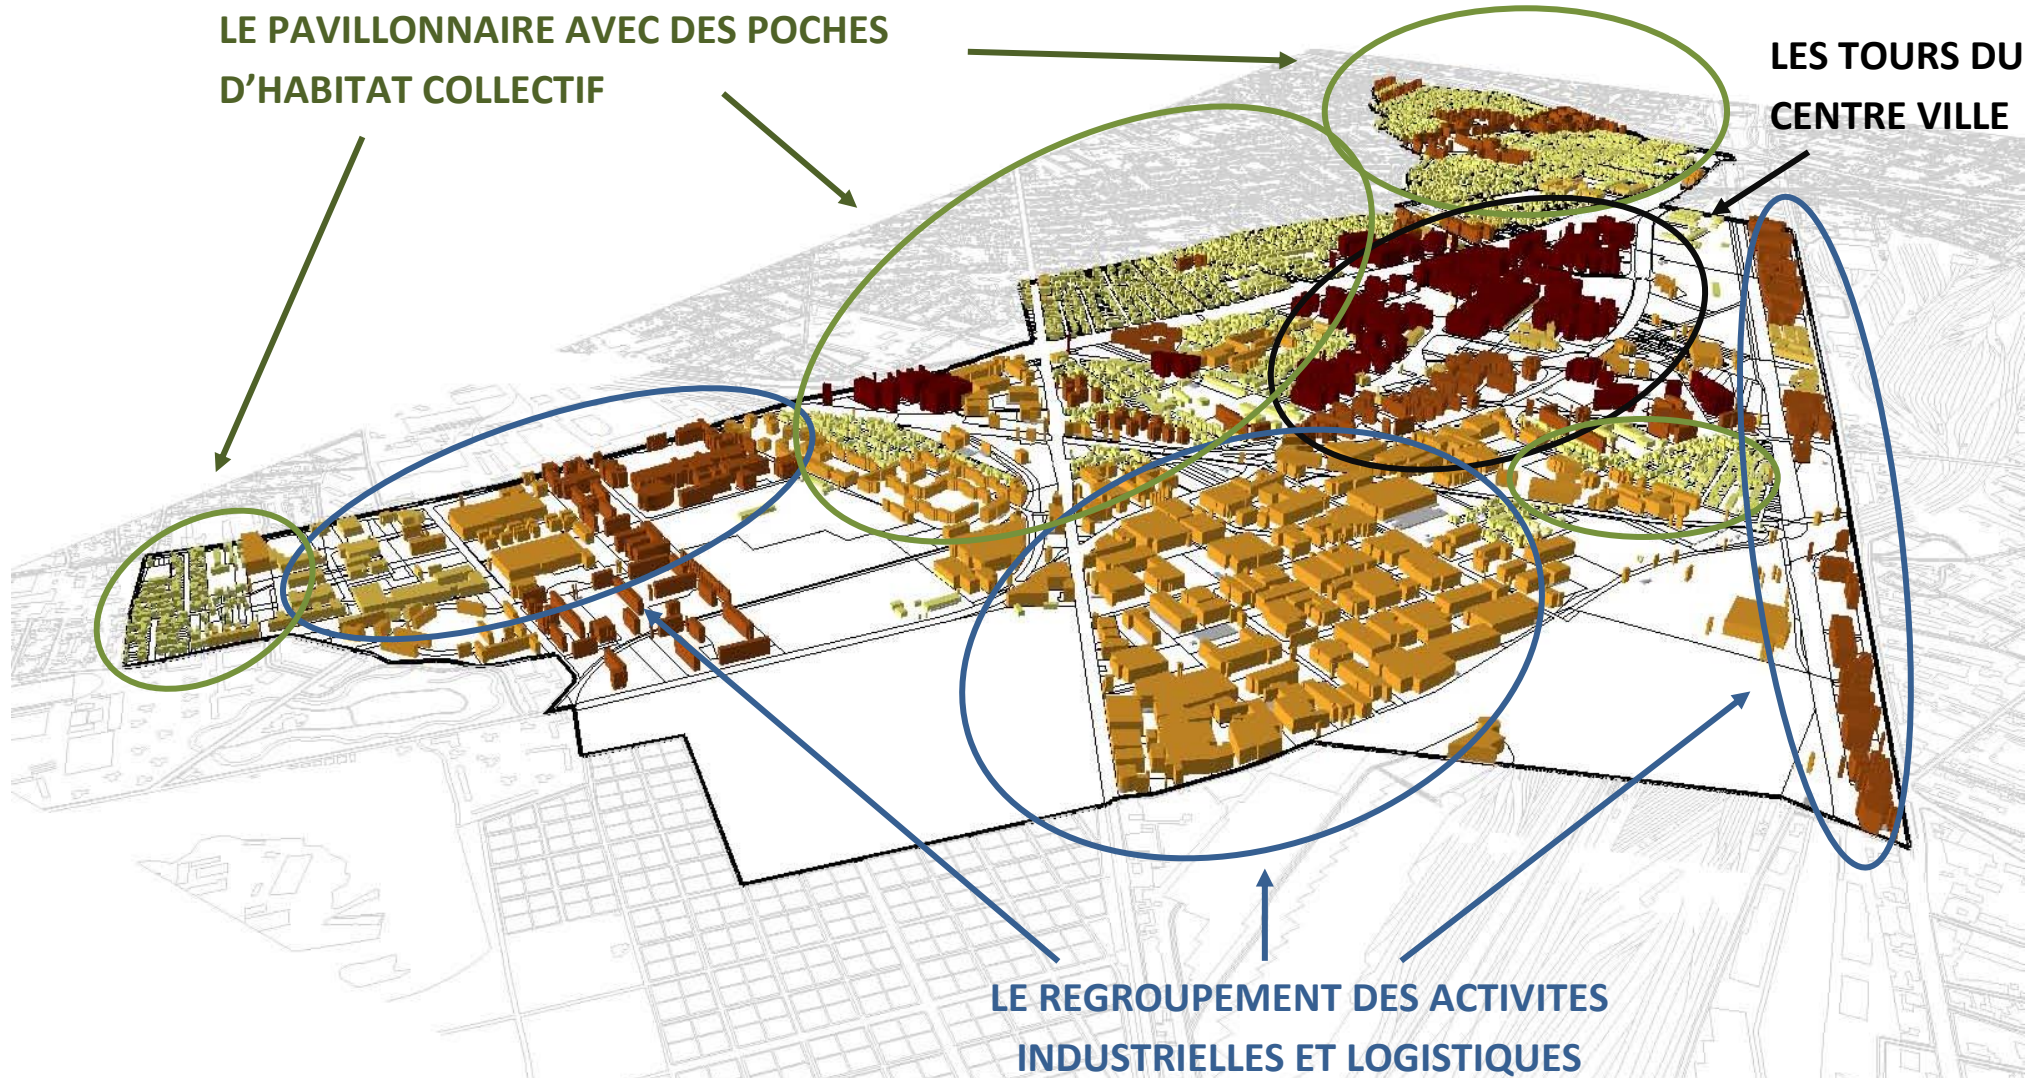 LE PAVILLONNAIRE AVEC DES POCHES
D’HABITAT COLLECTIF
LES TOURS DU
CENTRE VILLE
LE REGROUPEMENT DES ACTIVITES
INDUSTRIELLES ET LOGISTIQUES